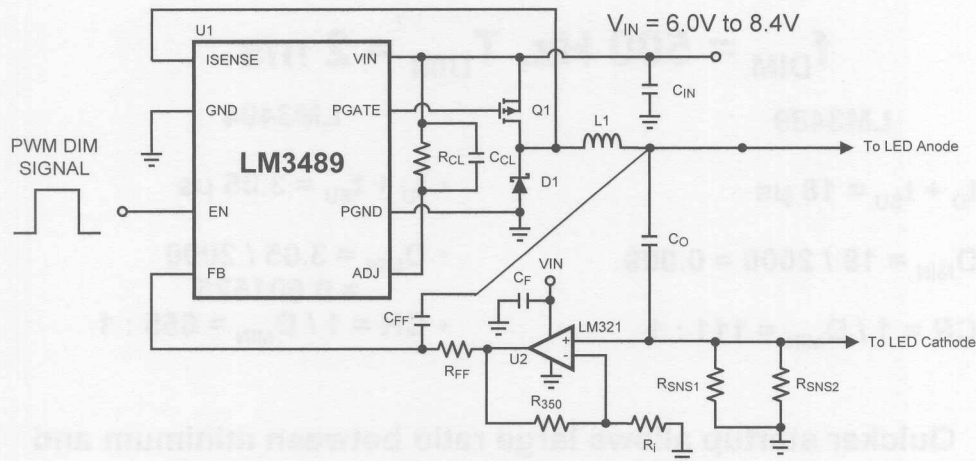 V_IN = 6.0V to 8.4V
U1
ISENSE
VIN
GND
PGATE
Q1
C_IN
L1
PWM DIM
SIGNAL
LM3489
R_CL
C_CL
To LED Anode
D1
EN
PGND
FB
ADJ
C_O
VIN
C_F
C_FF
LM321
+
-
To LED Cathode
U2
R_FF
R_SNS1
R_SNS2
R_350
R_i